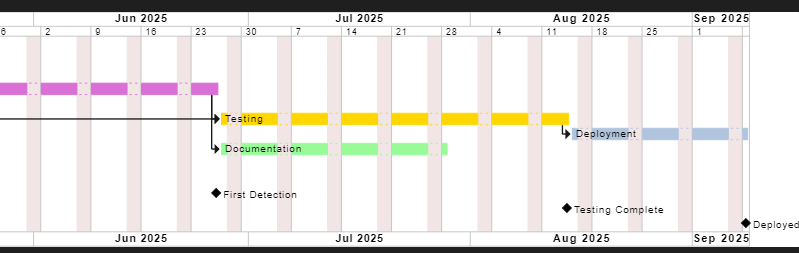 Jun 2025 Jul 2025 Aug 2025 Sep 2025
6 2 9 16 23 30 7 14 21 28 4 11 18 25 1
Testing
Deployment
Documentation
First Detection
Testing Complete
Deployed
Jun 2025 Jul 2025 Aug 2025 Sep 2025